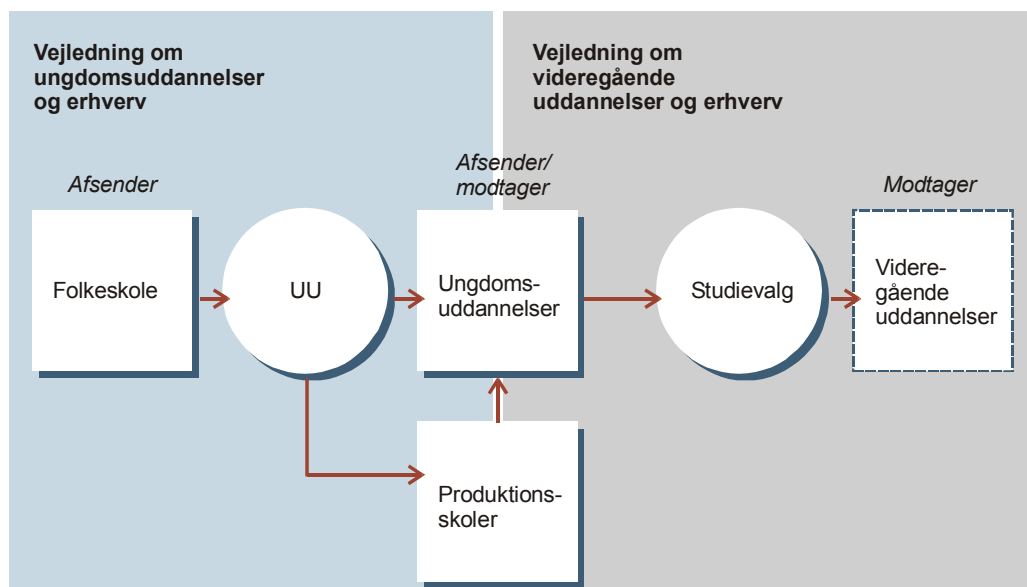 Vejledning om
ungdomsuddannelser
og erhverv
Vejledning om
videregående
uddannelser og erhverv
Afsender
Afsender/
modtager
Modtager
Folkeskole
UU
Ungdoms-
uddannelser
Studievalg
Videre-
gående
uddannelser
Produktions-
skoler